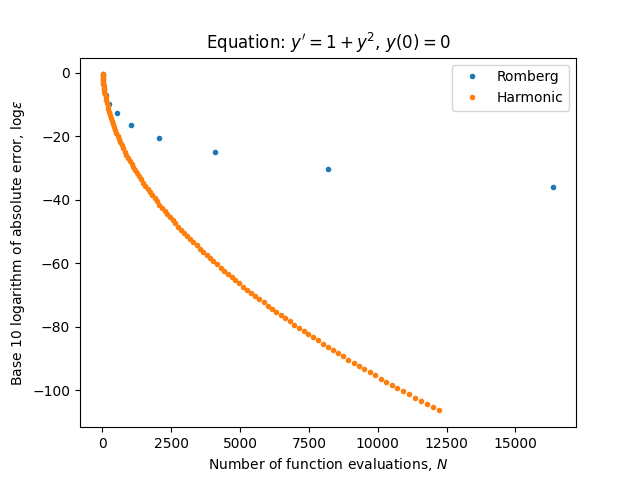 Equation: y′ = 1 + y², y(0) = 0
Romberg
Harmonic
0
−20
−40
−60
−80
−100
Base 10 logarithm of absolute error, logε
0
2500
5000
7500
10000
12500
15000
Number of function evaluations, N